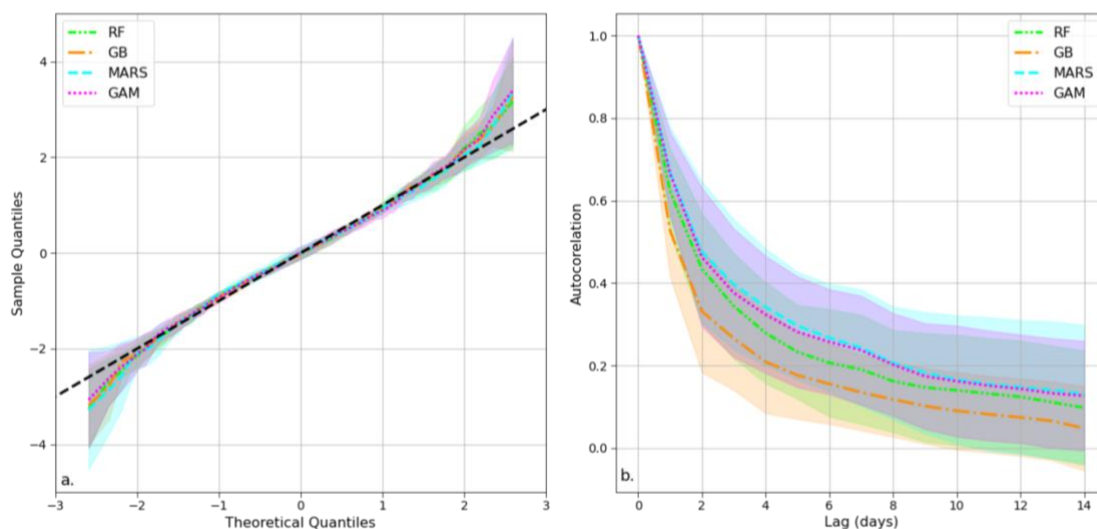 RF
GB
MARS
GAM
4
2
0
−2
−4
Sample Quantiles
a.
−3
−2
−1
0
1
2
3
Theoretical Quantiles
RF
GB
MARS
GAM
1.0
0.8
0.6
0.4
0.2
0.0
Autocorelation
b.
0
2
4
6
8
10
12
14
Lag (days)